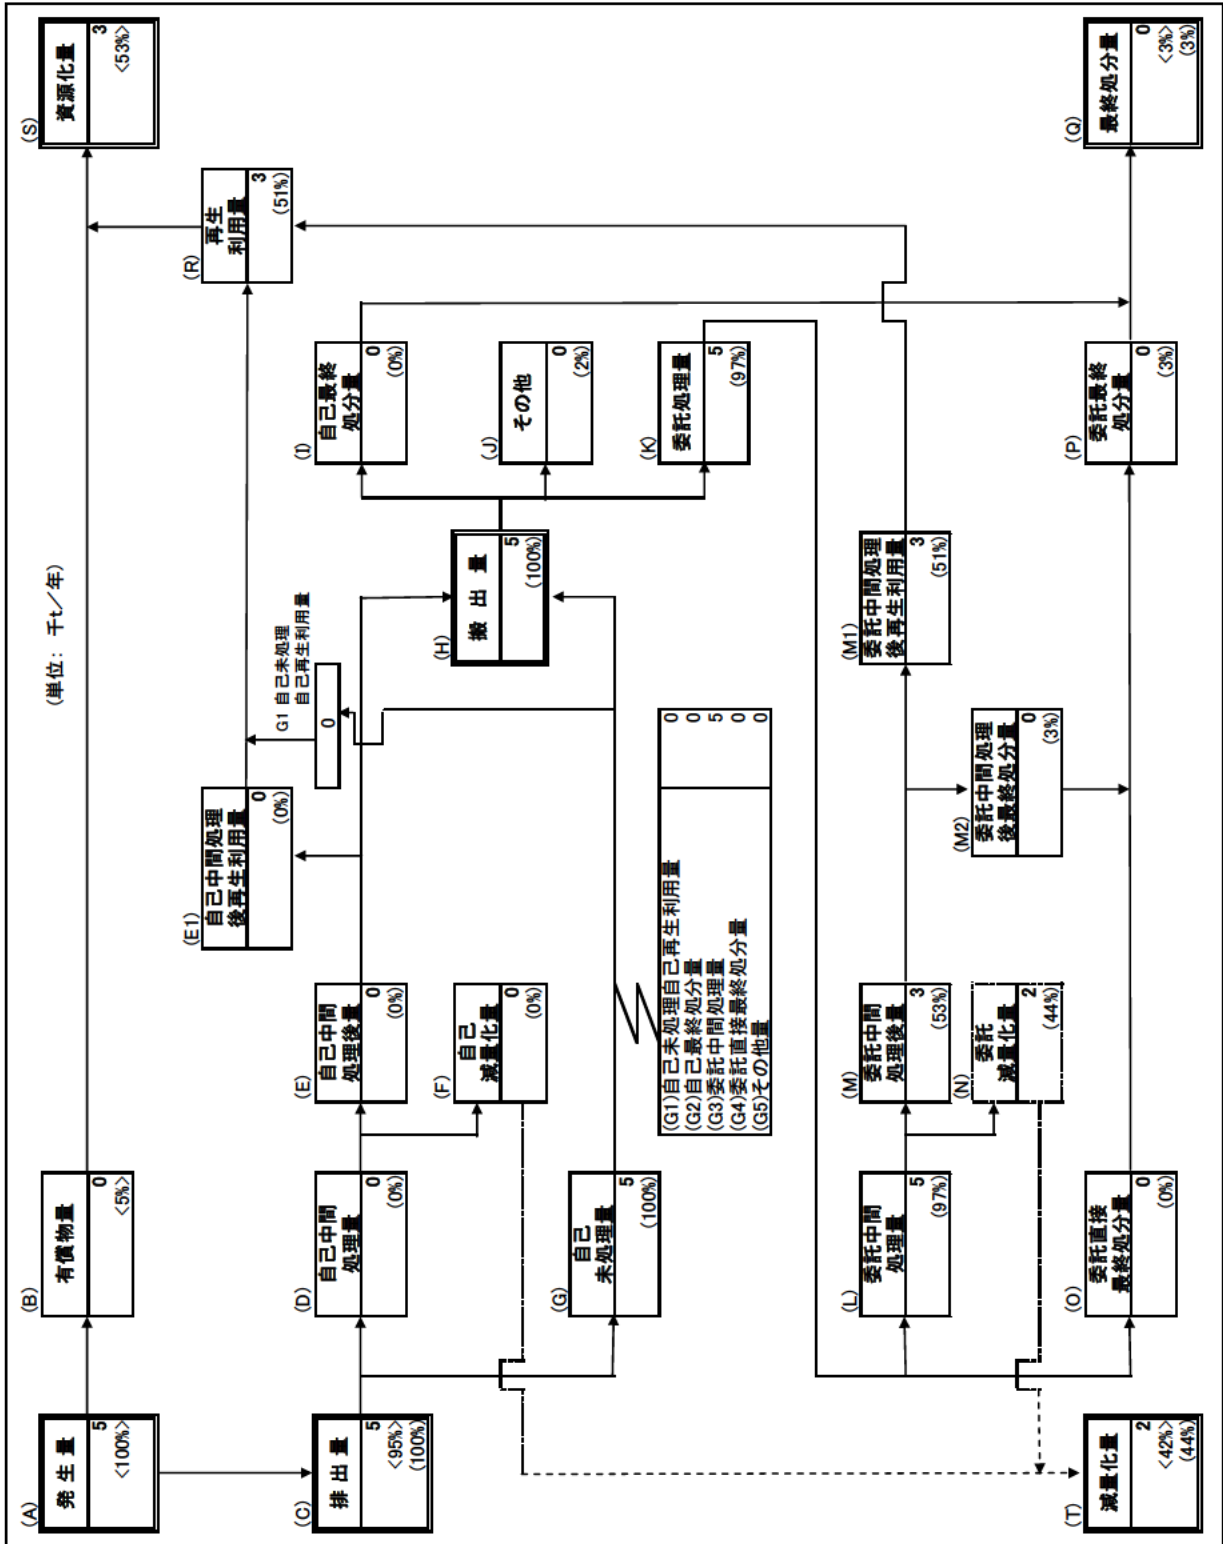 (単位: 千t/年)
(A)
発 生 量
5
<100%>
(B)
有償物量
0
<5%>
(S)
資源化量
3
<53%>
(E1)
自己中間処理
後再生利用量
0
(0%)
G1 自己未処理
自己再生利用量
0
(R)
再生
利用量
3
(51%)
(C)
排 出 量
5
<95%>
(100%)
(D)
自己中間
処理量
0
(0%)
(E)
自己中間
処理後量
0
(0%)
(F)
自己
減量化量
0
(0%)
(G)
自己
未処理量
5
(100%)
(G1)自己未処理自己再生利用量 0
(G2)自己最終処分量 0
(G3)委託中間処理量 5
(G4)委託直接最終処分量 0
(G5)その他量 0
(H)
搬 出 量
5
(100%)
(I)
自己最終
処分量
0
(0%)
(J)
その他
0
(2%)
(K)
委託処理量
5
(97%)
(L)
委託中間
処理量
5
(97%)
(M)
委託中間
処理後量
3
(53%)
(N)
委託
減量化量
2
(44%)
(M1)
委託中間処理
後再生利用量
3
(51%)
(M2)
委託中間処理
後最終処分量
0
(3%)
(T)
減量化量
2
<42%>
(44%)
(O)
委託直接
最終処分量
0
(0%)
(P)
委託最終
処分量
0
(3%)
(Q)
最終処分量
0
<3%>
(3%)